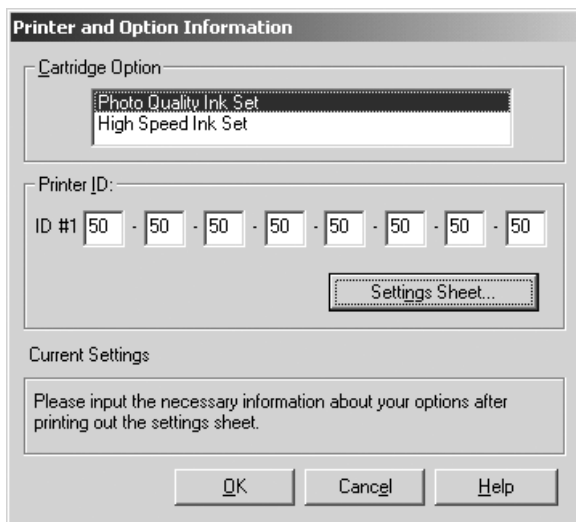 Printer and Option Information
Cartridge Option
Photo Quality Ink Set
High Speed Ink Set
Printer ID:
ID #1 50 - 50 - 50 - 50 - 50 - 50 - 50 - 50
Settings Sheet...
Current Settings
Please input the necessary information about your options after
printing out the settings sheet.
OK Cancel Help